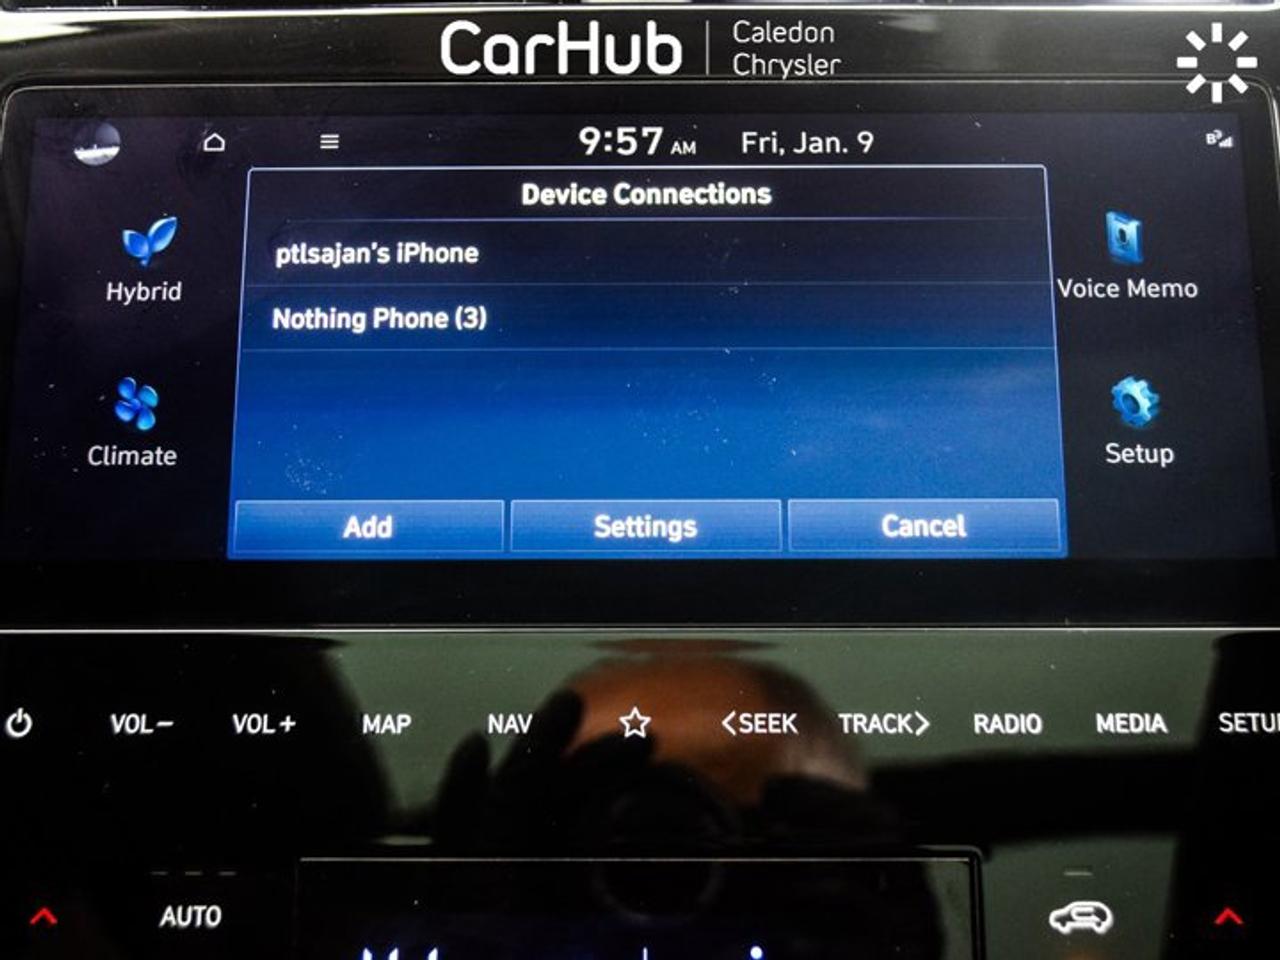 CarHub
Caledon
Chrysler
9:57 AM Fri, Jan. 9
Device Connections
ptlsajan's iPhone
Nothing Phone (3)
Hybrid
Climate
Voice Memo
Setup
Add Settings Cancel
VOL− VOL+ MAP NAV <SEEK TRACK> RADIO MEDIA SETU
AUTO